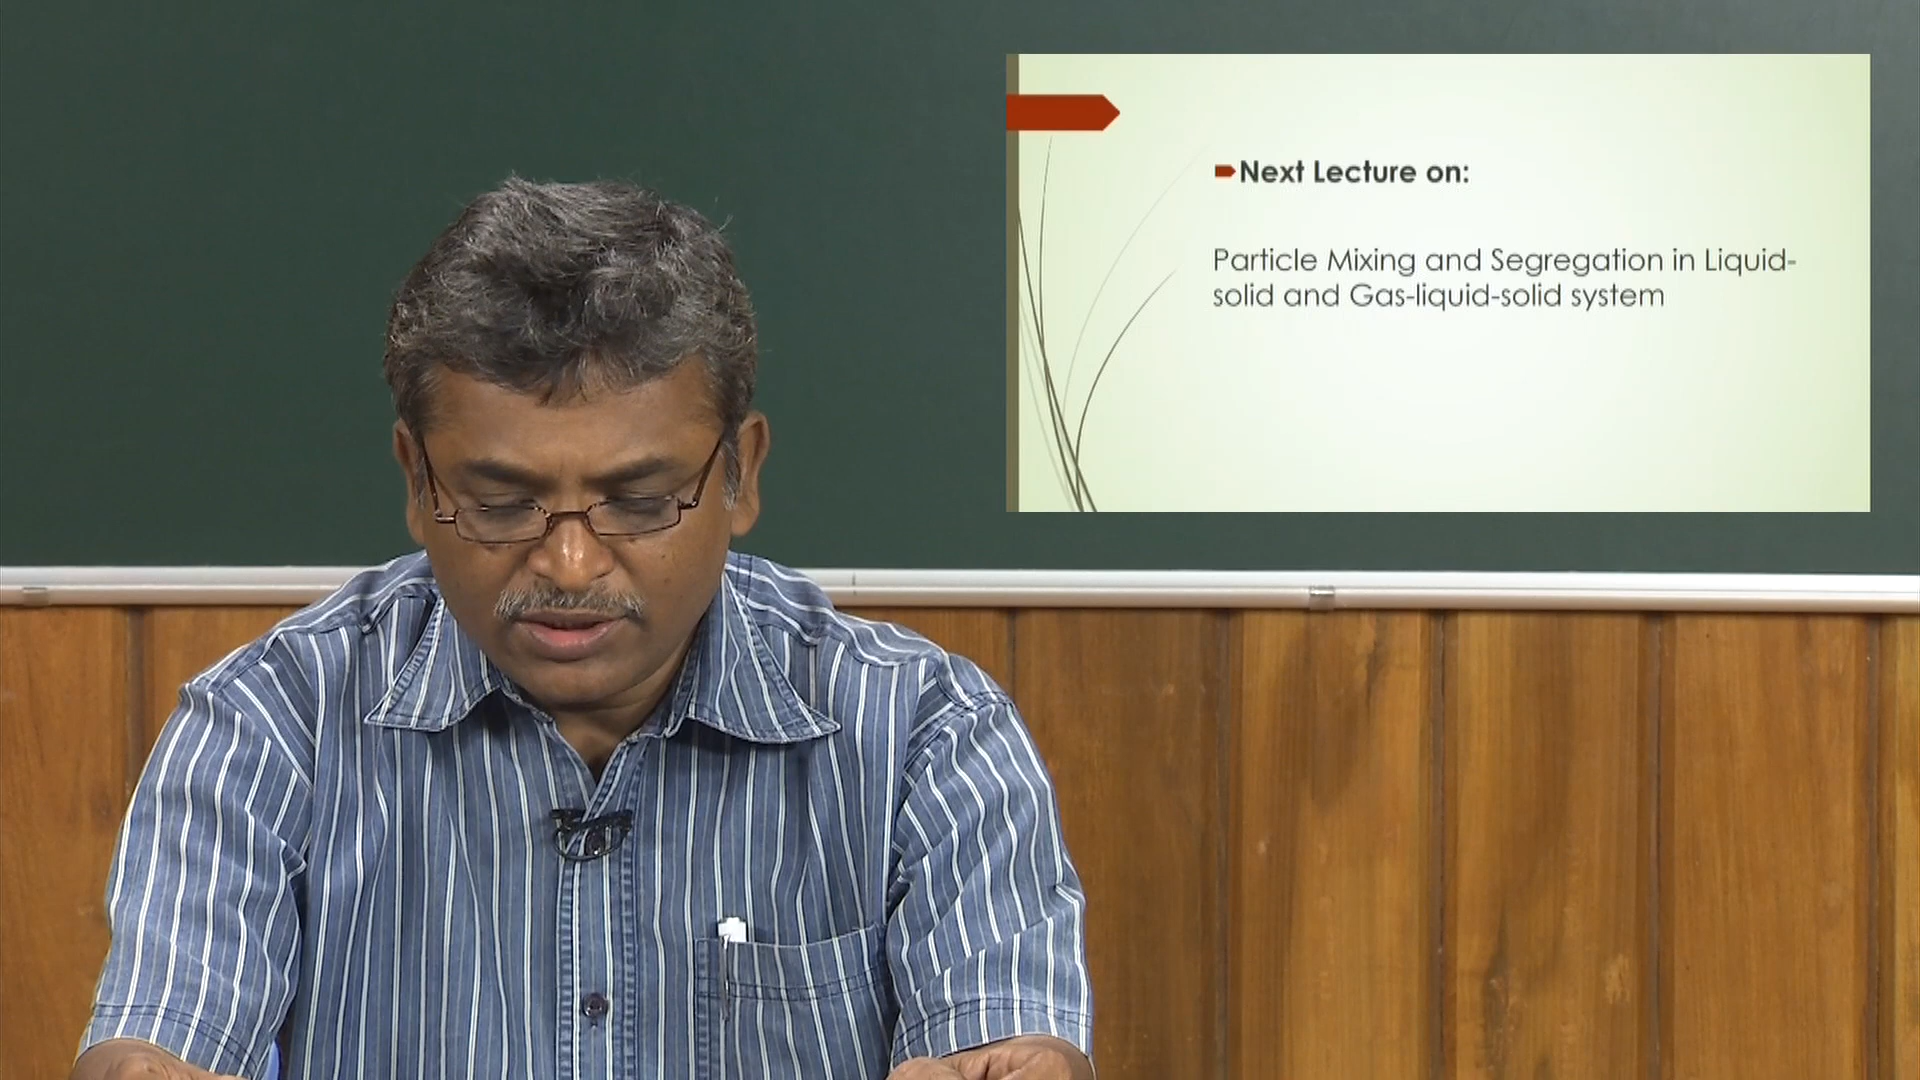 Next Lecture on:
Particle Mixing and Segregation in Liquid-
solid and Gas-liquid-solid system